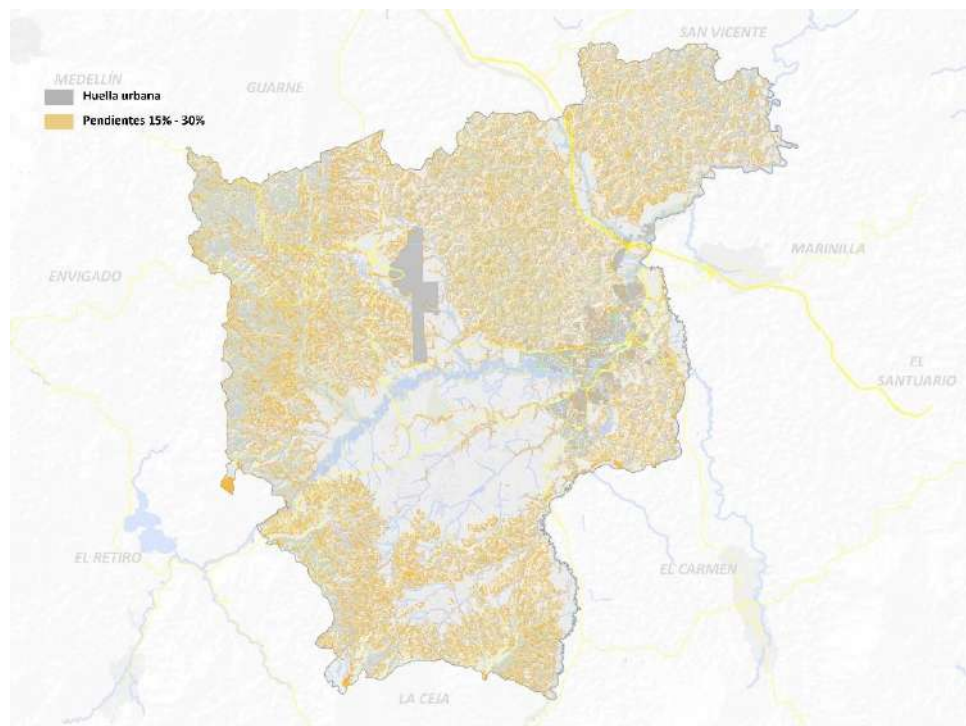 SAN VICENTE
MEDELLÍN
GUARNE
Huella urbana
Pendientes 15% - 30%
MARINILLA
ENVIGADO
EL
SANTUARIO
EL RETIRO
EL CARMEN
LA CEJA